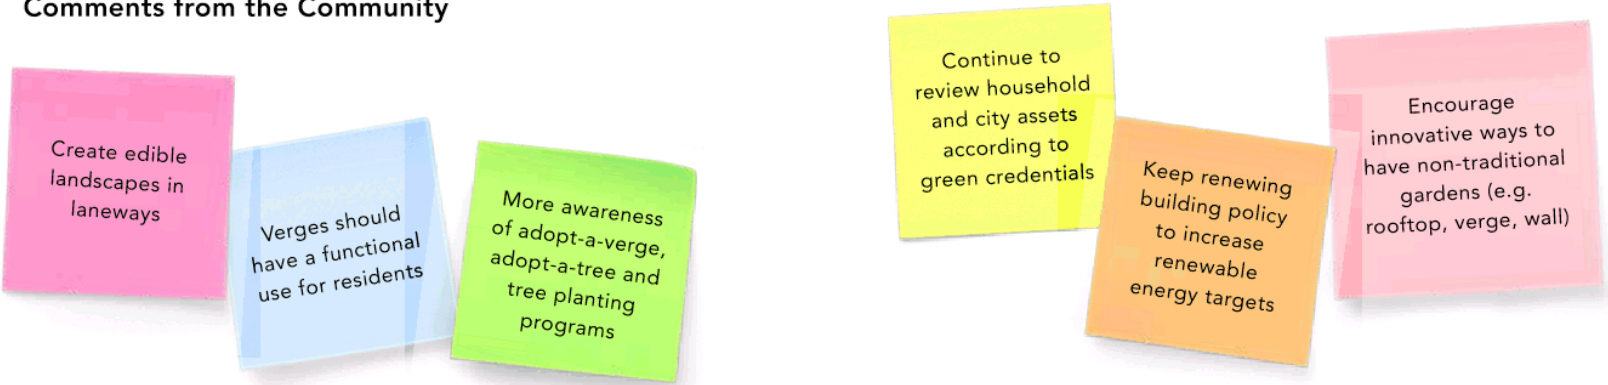 Comments from the Community
Create edible
landscapes in
laneways
Verges should
have a functional
use for residents
More awareness
of adopt-a-verge,
adopt-a-tree and
tree planting
programs
Continue to
review household
and city assets
according to
green credentials
Keep renewing
building policy
to increase
renewable
energy targets
Encourage
innovative ways to
have non-traditional
gardens (e.g.
rooftop, verge, wall)